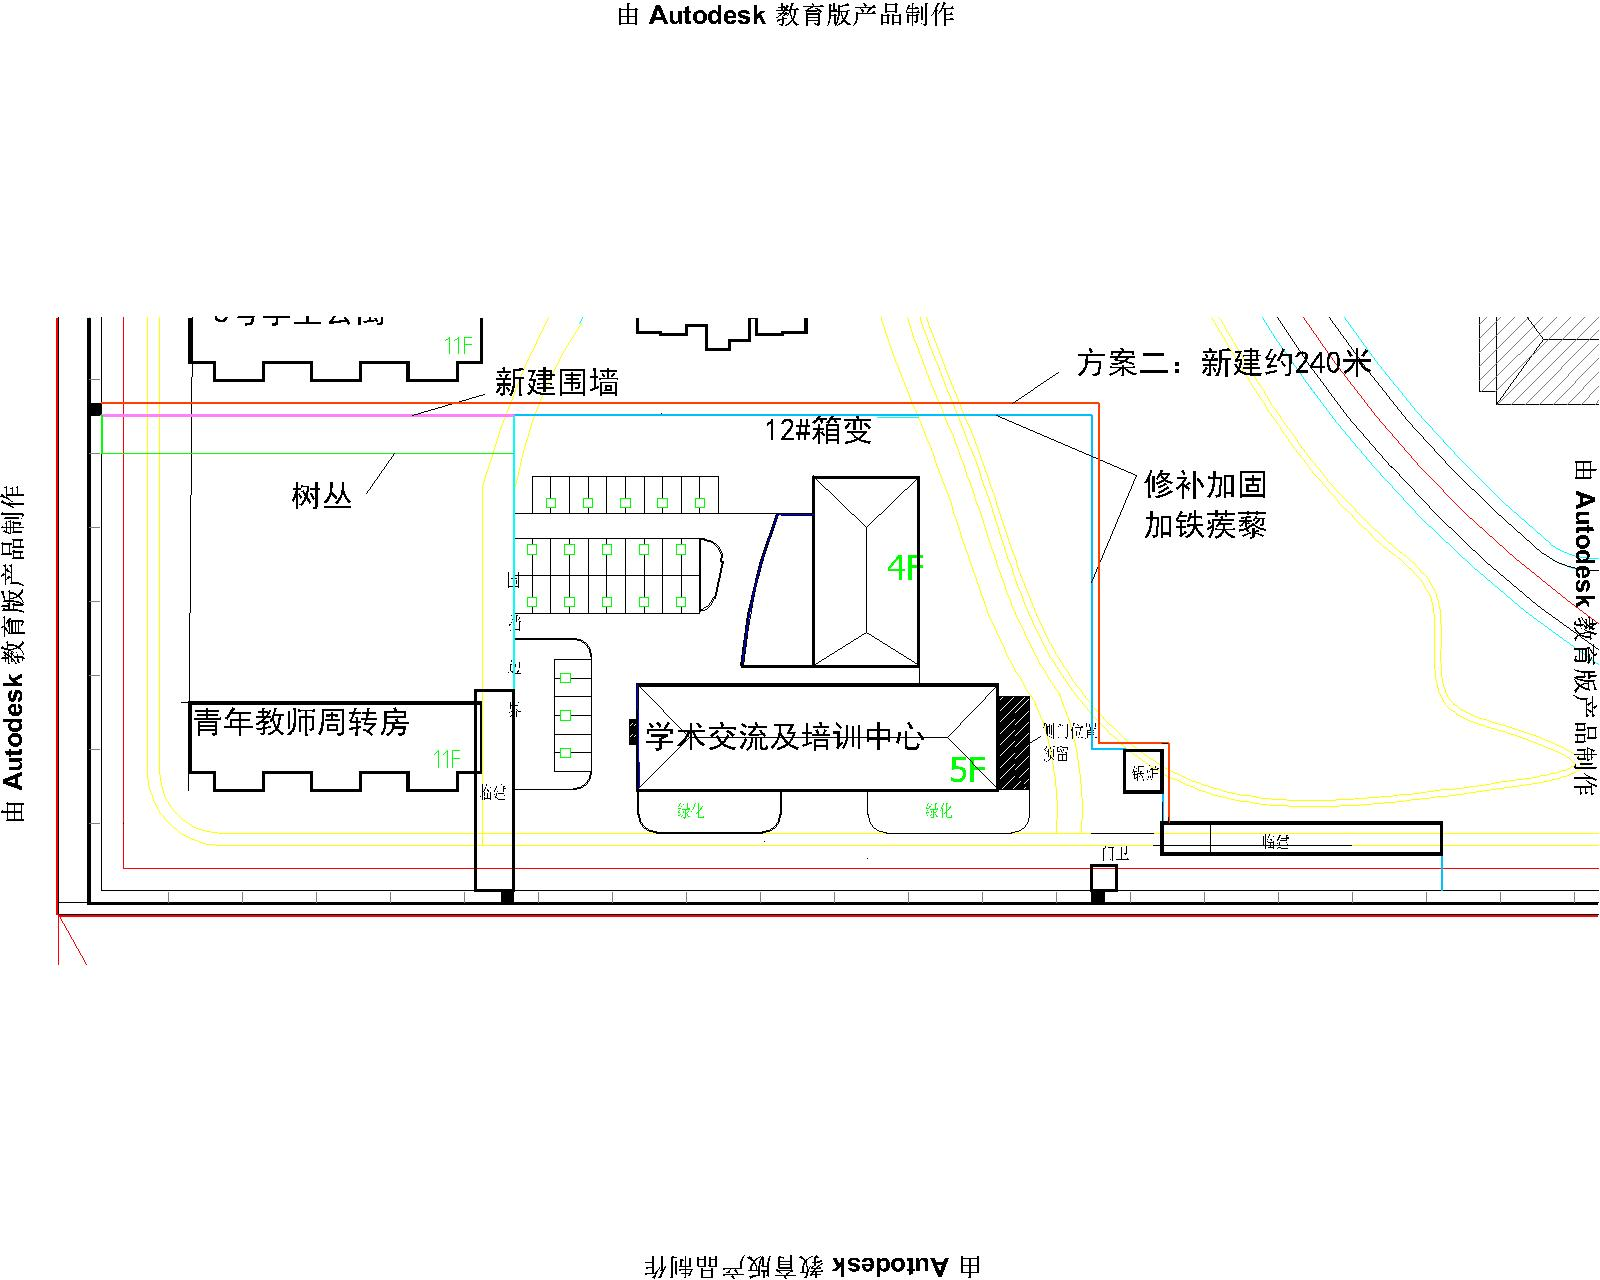 由 Autodesk 教育版产品制作
11F
新建围墙
方案二：新建约240米
12#箱变
树丛
修补加固
加铁蒺藜
4F
青年教师周转房
11F
学术交流及培训中心
5F
临建
绿化
绿化
锅炉
临建
门卫
由 Autodesk 教育版产品制作
由 Autodesk 教育版产品制作
由 Autodesk 教育版产品制作